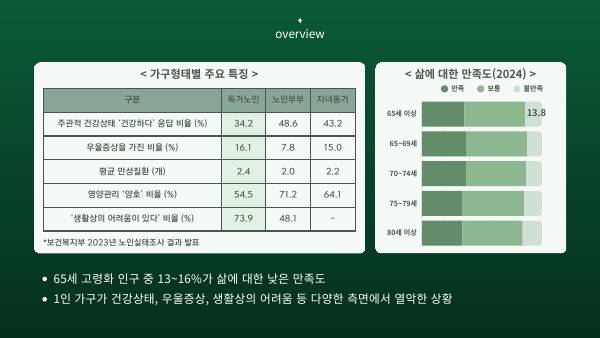 overview
< 가구형태별 주요 특징 >
구분 독거노인 노인부부 자녀동거
주관적 건강상태 '건강하다' 응답 비율 (%) 34.2 48.6 43.2
우울증상을 가진 비율 (%) 16.1 7.8 15.0
평균 만성질환 (개) 2.4 2.0 2.2
영양관리 '양호' 비율 (%) 54.5 71.2 64.1
'생활상의 어려움이 있다' 비율 (%) 73.9 48.1 -
*보건복지부 2023년 노인실태조사 결과 발표
< 삶에 대한 만족도(2024) >
만족 보통 불만족
65세 이상 13.8
65~69세
70~74세
75~79세
80세 이상
• 65세 고령화 인구 중 13~16%가 삶에 대한 낮은 만족도
• 1인 가구가 건강상태, 우울증상, 생활상의 어려움 등 다양한 측면에서 열악한 상황